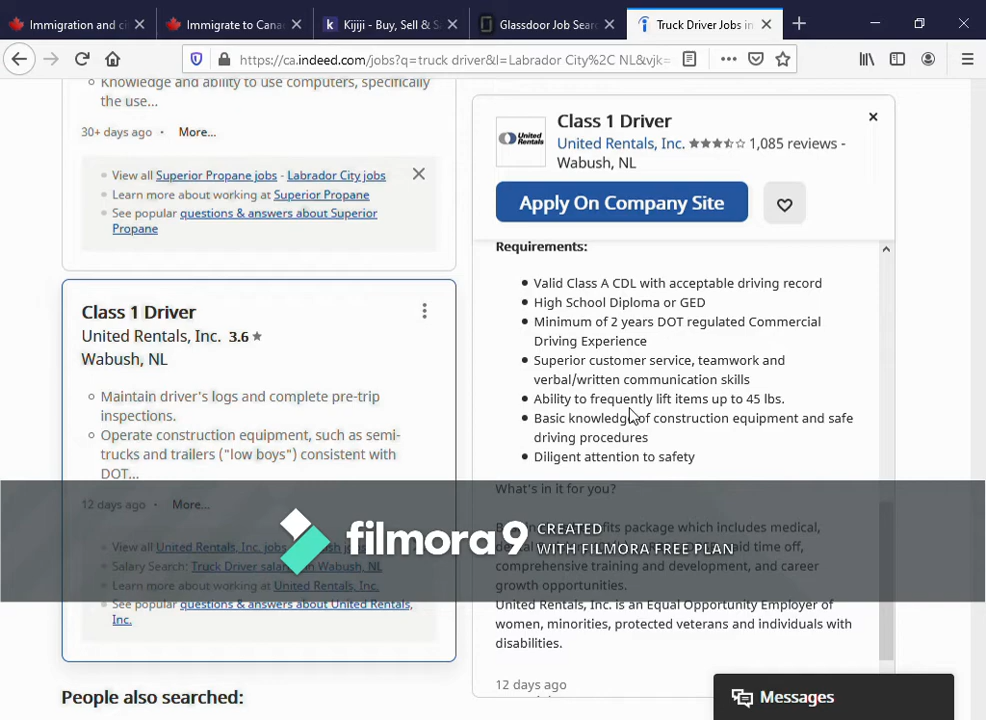 Immigration and ci
Immigrate to Cana
Kijiji - Buy, Sell & S
Glassdoor Job Sear
Truck Driver Jobs in
https://ca.indeed.com/jobs?q=truck driver&l=Labrador City%2C NL&vjk=
Knowledge and ability to use computers, specifically
the use...
30+ days ago · More...
View all Superior Propane jobs - Labrador City jobs
Learn more about working at Superior Propane
See popular questions & answers about Superior
Propane
Class 1 Driver
United Rentals, Inc. 3.6
Wabush, NL
Maintain driver's logs and complete pre-trip
inspections.
Operate construction equipment, such as semi-
trucks and trailers ("low boys") consistent with
DOT...
12 days ago · More...
View all United Rentals, Inc. jobs jobs
Salary Search: Truck Driver salaries in Wabush, NL
Learn more about working at United Rentals, Inc.
See popular questions & answers about United Rentals,
Inc.
People also searched:
United Rentals
Class 1 Driver
United Rentals, Inc. 1,085 reviews -
Wabush, NL
Apply On Company Site
Requirements:
Valid Class A CDL with acceptable driving record
High School Diploma or GED
Minimum of 2 years DOT regulated Commercial
Driving Experience
Superior customer service, teamwork and
verbal/written communication skills
Ability to frequently lift items up to 45 lbs.
Basic knowledge of construction equipment and safe
driving procedures
Diligent attention to safety
What's in it for you?
package which includes medical,
time off,
comprehensive training and development, and career
growth opportunities.
United Rentals, Inc. is an Equal Opportunity Employer of
women, minorities, protected veterans and individuals with
disabilities.
12 days ago
Messages
filmora9 CREATED
WITH FILMORA FREE PLAN